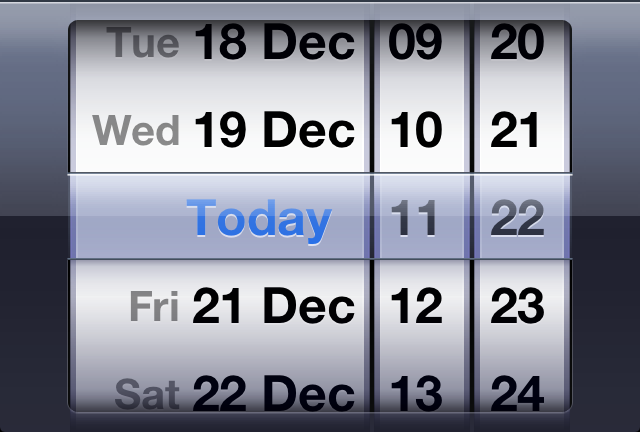 Tue 18 Dec 09 20
Wed 19 Dec 10 21
Today 11 22
Fri 21 Dec 12 23
Sat 22 Dec 13 24